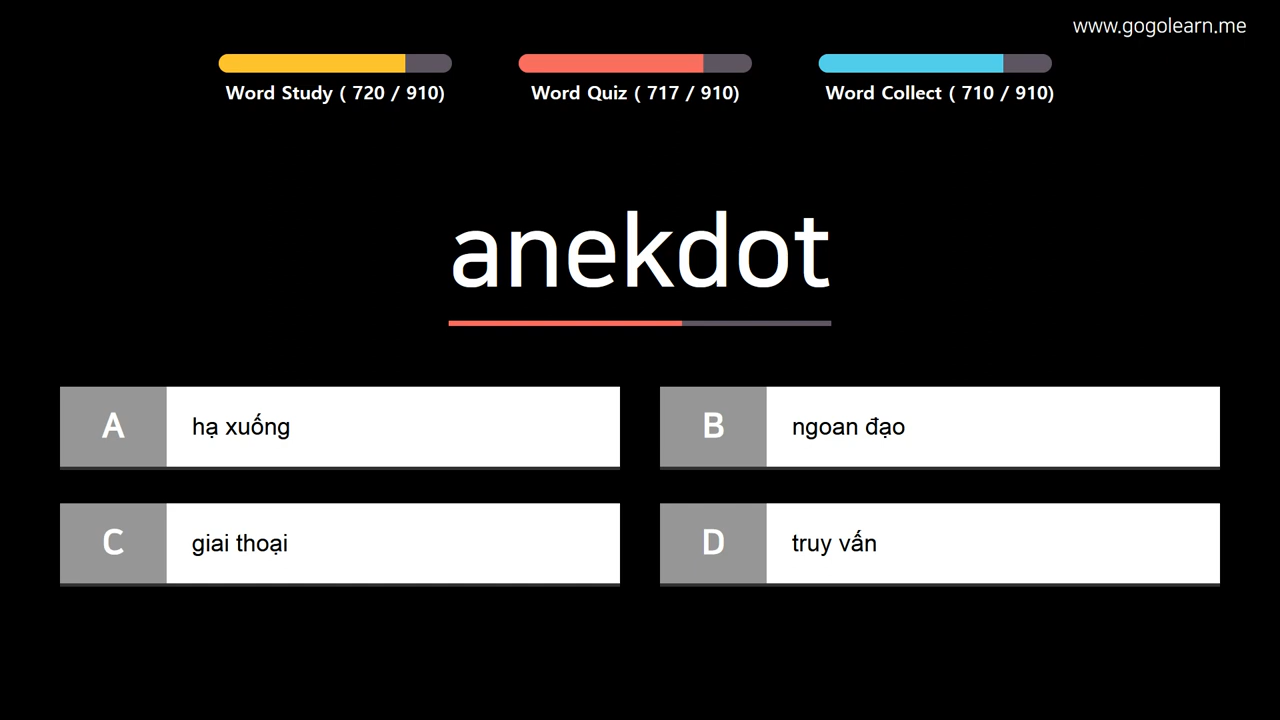 www.gogolearn.me
Word Study ( 720 / 910)
Word Quiz ( 717 / 910)
Word Collect ( 710 / 910)
anekdot
A
hạ xuống
B
ngoan đạo
C
giai thoại
D
truy vấn